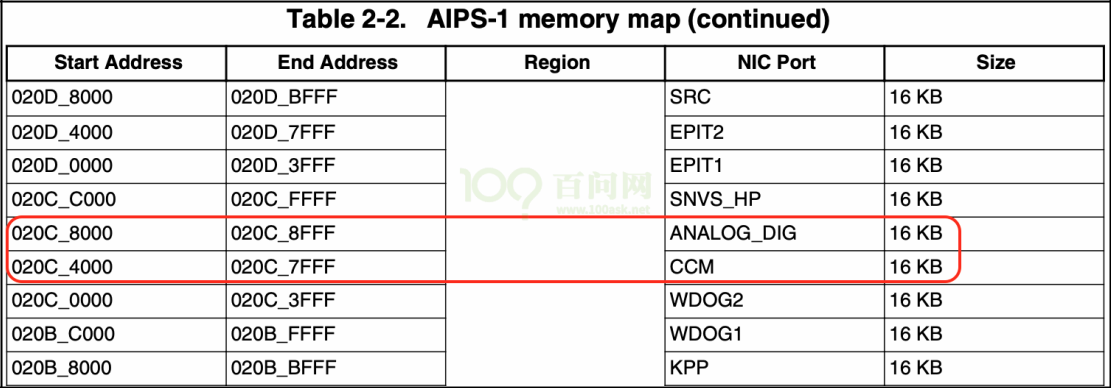 Table 2-2. AIPS-1 memory map (continued)
Start Address End Address Region NIC Port Size
020D_8000 020D_BFFF SRC 16 KB
020D_4000 020D_7FFF EPIT2 16 KB
020D_0000 020D_3FFF EPIT1 16 KB
020C_C000 020C_FFFF SNVS_HP 16 KB
100 百问网
www.100ask.net
020C_8000 020C_8FFF ANALOG_DIG 16 KB
020C_4000 020C_7FFF CCM 16 KB
020C_0000 020C_3FFF WDOG2 16 KB
020B_C000 020B_FFFF WDOG1 16 KB
020B_8000 020B_BFFF KPP 16 KB